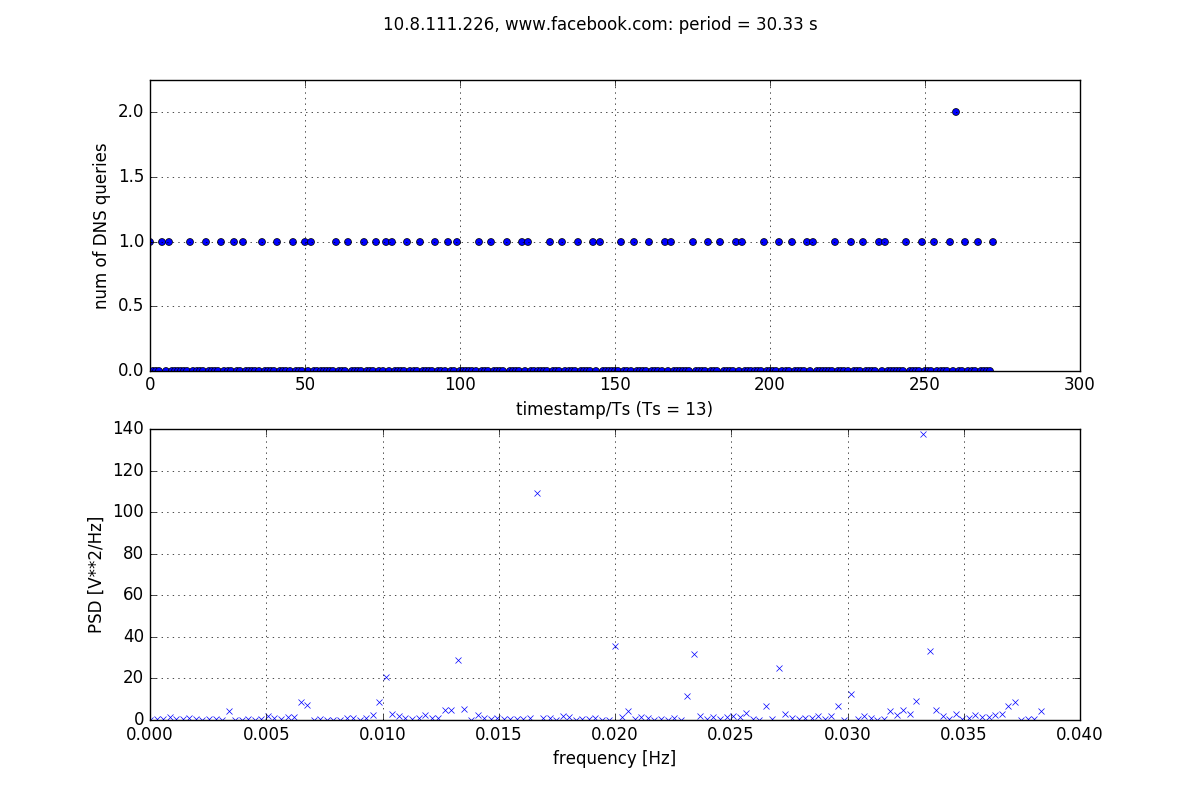 10.8.111.226, www.facebook.com: period = 30.33 s
num of DNS queries
2.0
1.5
1.0
0.5
0.0
0 50 100 150 200 250 300
timestamp/Ts (Ts = 13)
PSD [V**2/Hz]
140
120
100
80
60
40
20
0
0.000 0.005 0.010 0.015 0.020 0.025 0.030 0.035 0.040
frequency [Hz]